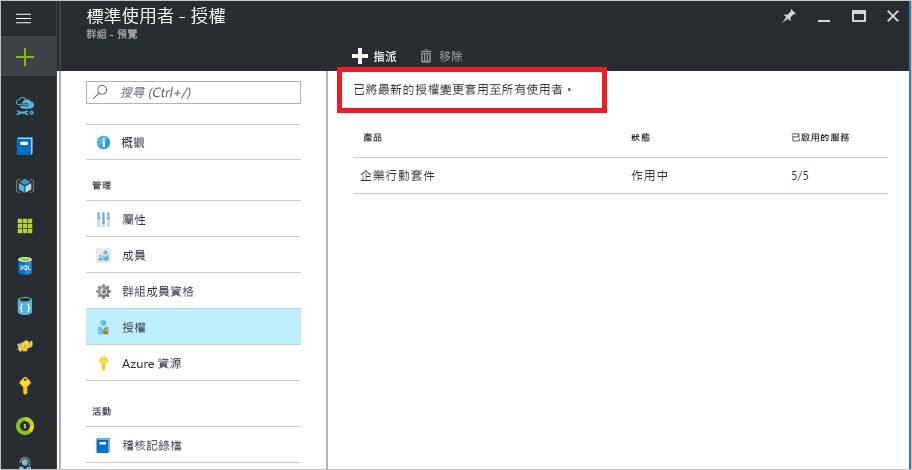 標準使用者 - 授權
群組 - 預覽
指派
移除
搜尋 (Ctrl+/)
已將最新的授權變更套用至所有使用者。
產品
狀態
已啟用的服務
企業行動套件
作用中
5/5
概觀
管理
屬性
成員
群組成員資格
授權
Azure 資源
活動
稽核記錄檔
SQL